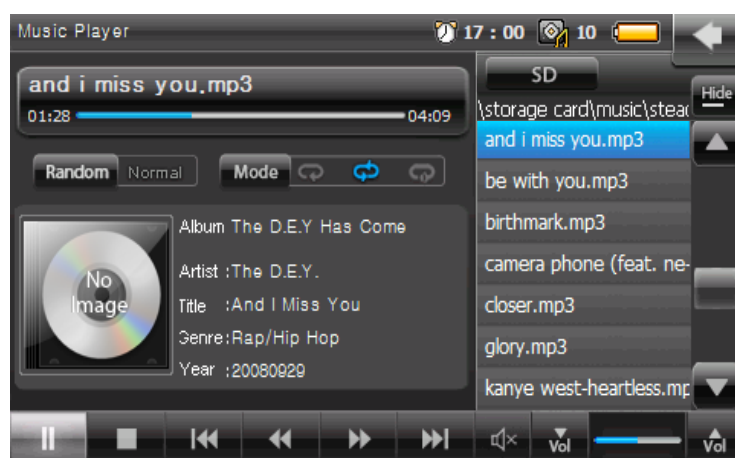 Music Player
17 : 00
10
and i miss you.mp3
01:28
04:09
Random Normal
Mode
No
Image
Album The D.E.Y Has Come
Artist :The D.E.Y.
Title :And I Miss You
Genre:Rap/Hip Hop
Year :20080929
SD
Hide
\storage card\music\stea
and i miss you.mp3
be with you.mp3
birthmark.mp3
camera phone (feat. ne-
closer.mp3
glory.mp3
kanye west-heartless.mp
Vol
Vol